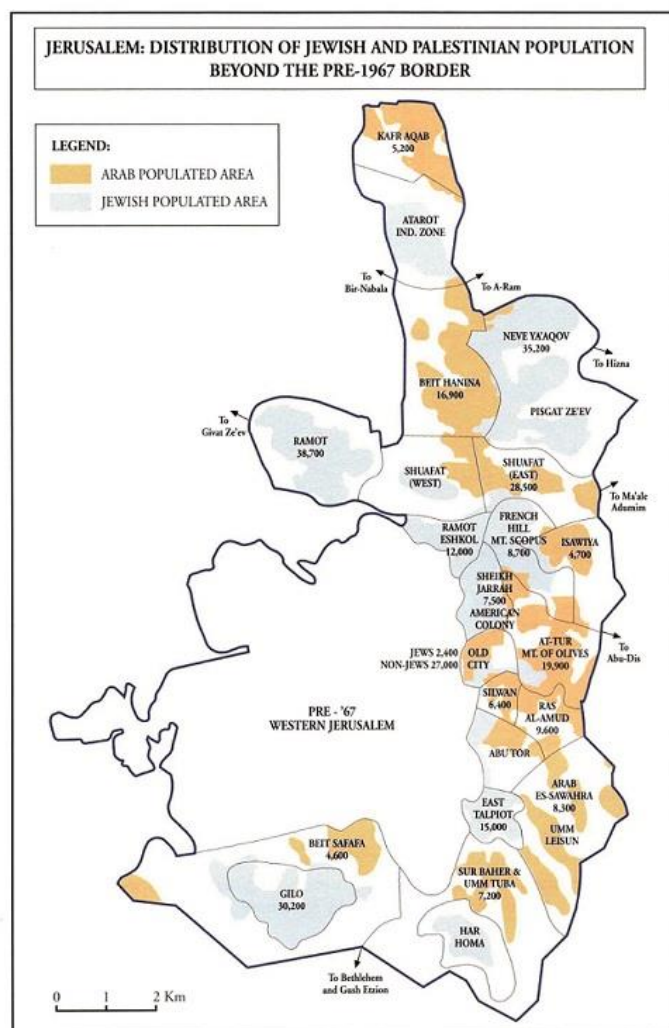 JERUSALEM: DISTRIBUTION OF JEWISH AND PALESTINIAN POPULATION
BEYOND THE PRE-1967 BORDER
LEGEND:
ARAB POPULATED AREA
JEWISH POPULATED AREA
KAFR AQAB
5,200
ATAROT
IND. ZONE
To
Bir-Nabala
To A-Ram
NEVE YA'AQOV
35,200
To Hizna
BEIT HANINA
16,900
PISGAT ZE'EV
To
Givat Ze'ev
RAMOT
38,700
SHUAFAT
(WEST)
SHUAFAT
(EAST)
28,500
To Ma'ale
Adumim
RAMOT
ESHKOL
12,000
FRENCH
HILL
MT. SCOPUS
8,700
ISAWIYA
4,700
SHEIKH
JARRAH
7,500
AMERICAN
COLONY
JEWS 2,400
NON-JEWS 27,000
OLD
CITY
AT-TUR
MT. OF OLIVES
19,900
To
Abu-Dis
PRE - '67
WESTERN JERUSALEM
SILWAN
6,400
RAS
AL-AMUD
9,600
ABU TOR
ARAB
ES-SAWAHRA
8,300
EAST
TALPIOT
15,000
UMM
LEISUN
BEIT SAFAFA
4,600
GILO
30,200
SUR BAHER &
UMM TUBA
7,200
HAR
HOMA
To Bethlehem
and Gush Etzion
0 1 2 Km